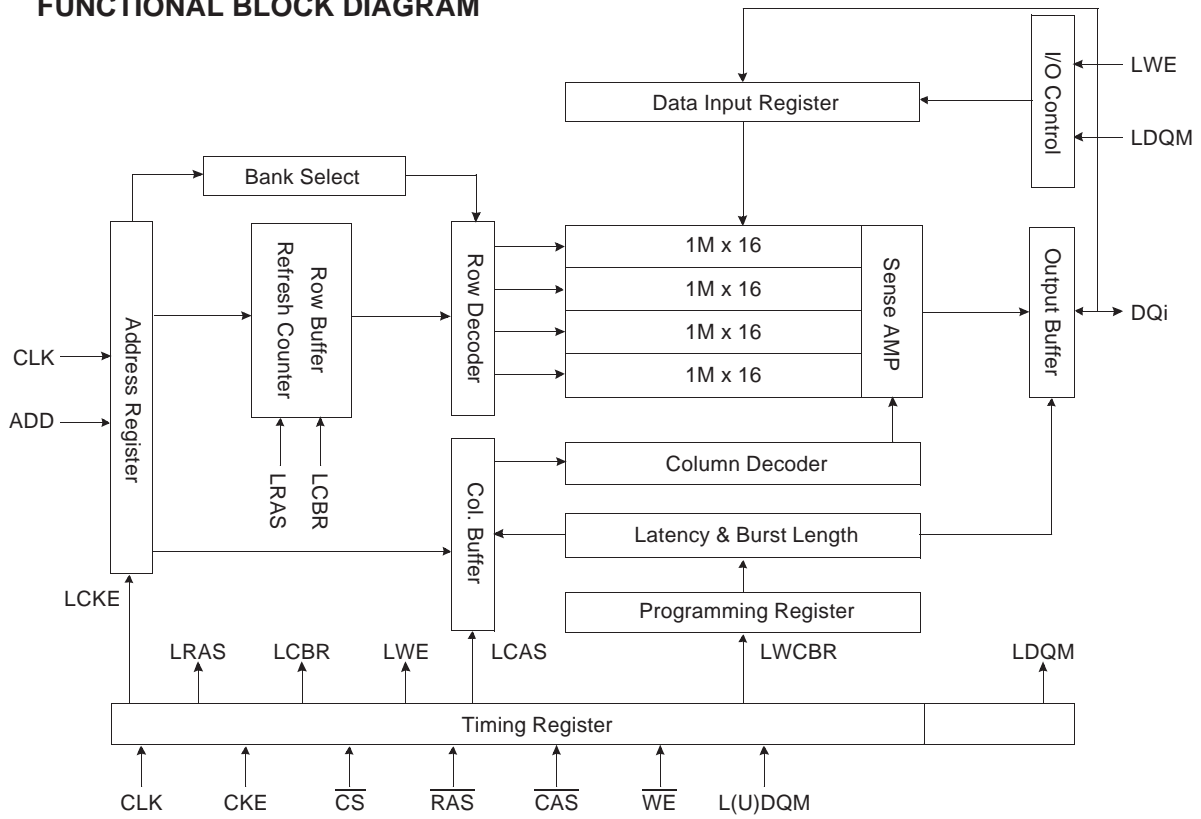 FUNCTIONAL BLOCK DIAGRAM
I/O Control
LWE
LDQM
Data Input Register
Bank Select
Address Register
CLK
ADD
Row Buffer
Refresh Counter
LRAS
LCBR
Row Decoder
1M x 16
1M x 16
1M x 16
1M x 16
Sense AMP
Output Buffer
DQi
Col. Buffer
Column Decoder
Latency & Burst Length
Programming Register
LCKE
LRAS
LCBR
LWE
LCAS
LWCBR
LDQM
Timing Register
CLK
CKE
CS
RAS
CAS
WE
L(U)DQM